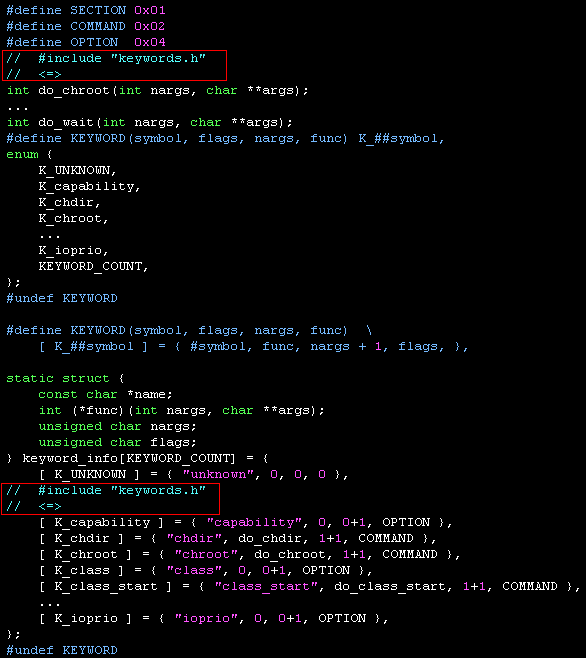 #define SECTION 0x01
#define COMMAND 0x02
#define OPTION  0x04
//  #include "keywords.h"
//  <=>
int do_chroot(int nargs, char **args);
...
int do_wait(int nargs, char **args);
#define KEYWORD(symbol, flags, nargs, func) K_##symbol,
enum {
    K_UNKNOWN,
    K_capability,
    K_chdir,
    K_chroot,
    ...
    K_ioprio,
    KEYWORD_COUNT,
};
#undef KEYWORD

#define KEYWORD(symbol, flags, nargs, func)  \
    [ K_##symbol ] = { #symbol, func, nargs + 1, flags, },

static struct {
    const char *name;
    int (*func)(int nargs, char **args);
    unsigned char nargs;
    unsigned char flags;
} keyword_info[KEYWORD_COUNT] = {
    [ K_UNKNOWN ] = { "unknown", 0, 0, 0 },
//  #include "keywords.h"
//  <=>
    [ K_capability ] = { "capability", 0, 0+1, OPTION },
    [ K_chdir ] = { "chdir", do_chdir, 1+1, COMMAND },
    [ K_chroot ] = { "chroot", do_chroot, 1+1, COMMAND },
    [ K_class ] = { "class", 0, 0+1, OPTION },
    [ K_class_start ] = { "class_start", do_class_start, 1+1, COMMAND },
    ...
    [ K_ioprio ] = { "ioprio", 0, 0+1, OPTION },
};
#undef KEYWORD